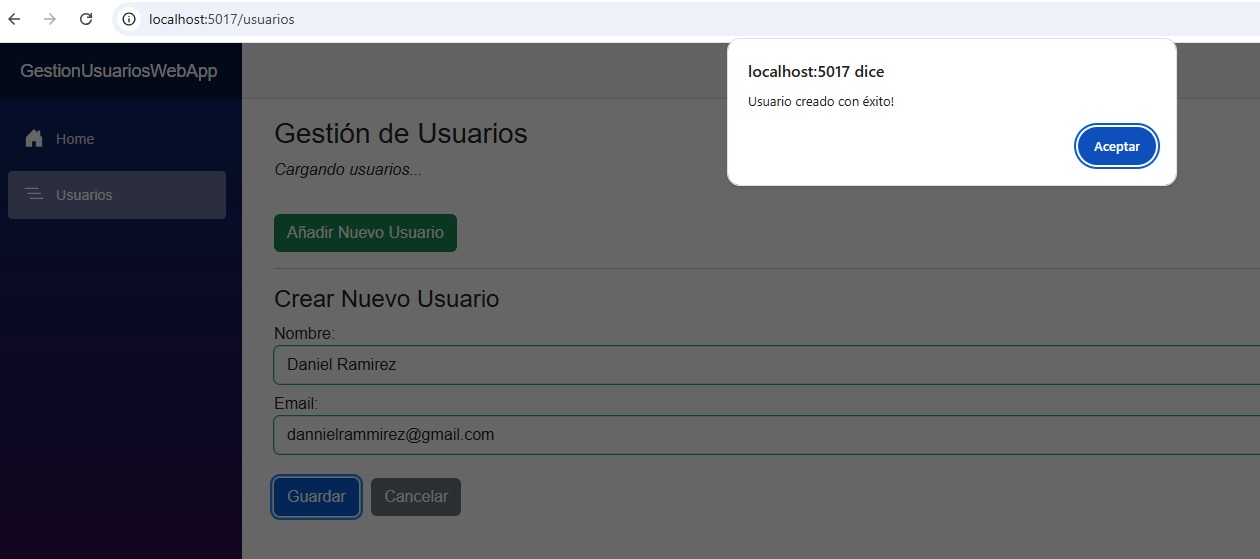 localhost:5017/usuarios
GestionUsuariosWebApp
localhost:5017 dice
Usuario creado con éxito!
Aceptar
Home
Usuarios
Gestión de Usuarios
Cargando usuarios...
Añadir Nuevo Usuario
Crear Nuevo Usuario
Nombre:
Daniel Ramirez
Email:
dannielrammirez@gmail.com
Guardar Cancelar